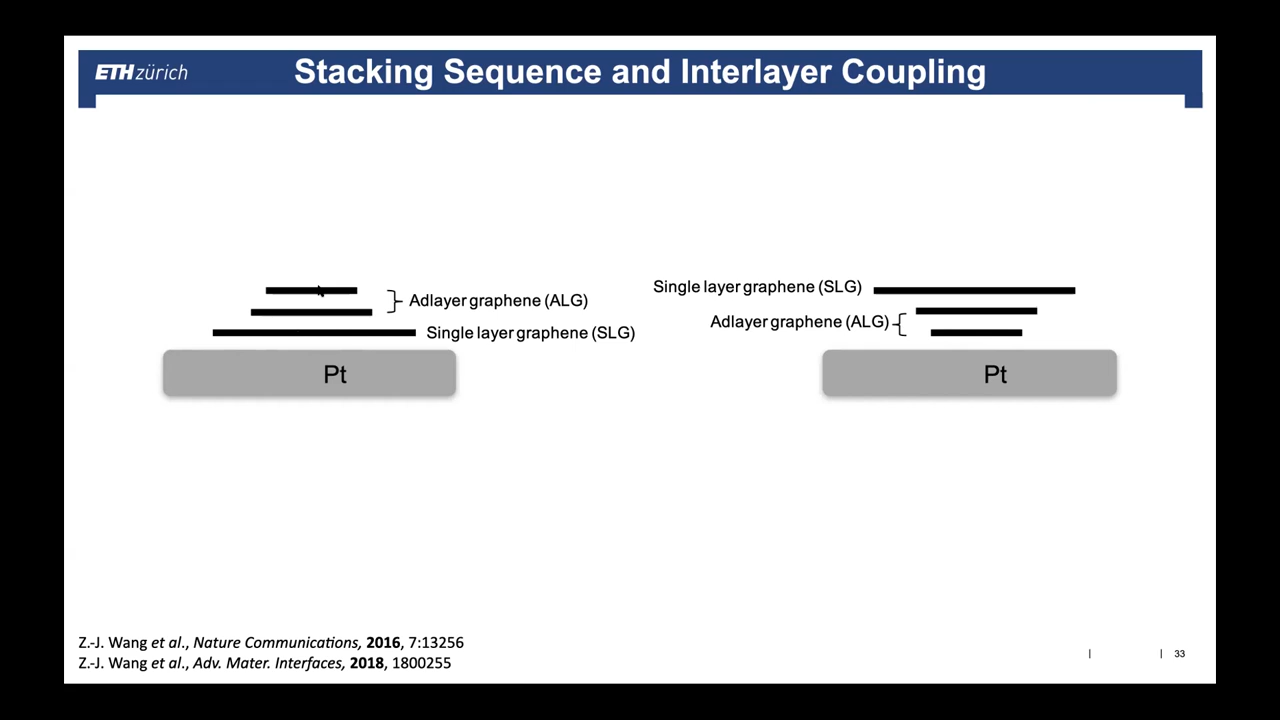 ETH zürich
Stacking Sequence and Interlayer Coupling
Adlayer graphene (ALG)
Single layer graphene (SLG)
Pt
Single layer graphene (SLG)
Adlayer graphene (ALG)
Pt
Z.-J. Wang et al., Nature Communications, 2016, 7:13256
Z.-J. Wang et al., Adv. Mater. Interfaces, 2018, 1800255
| | 33